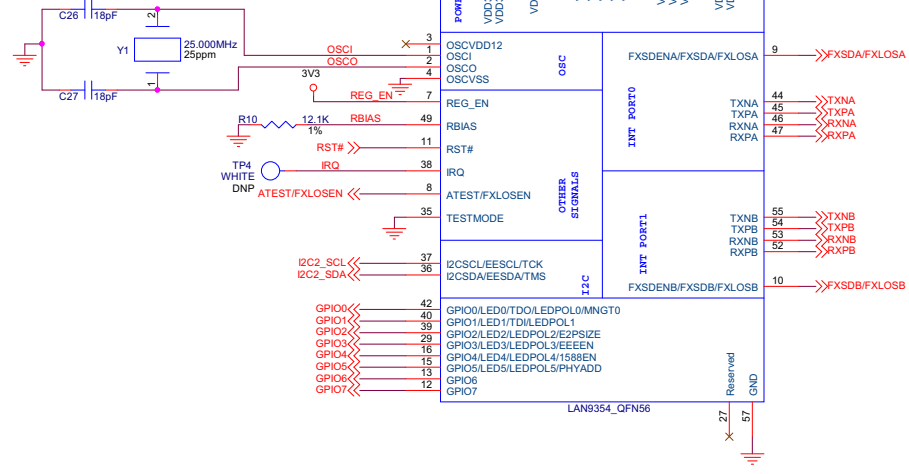 C26
18pF
2
Y1
25.000MHz
25ppm
1
C27
18pF
OSCI
OSCO
3V3
REG_EN
R10
12.1K
1%
RBIAS
RST#
TP4
WHITE
DNP
IRQ
ATEST/FXLOSEN
I2C2_SCL
I2C2_SDA
GPIO0
GPIO1
GPIO2
GPIO3
GPIO4
GPIO5
GPIO6
GPIO7
3
1
2
4
7
49
11
38
8
35
37
36
42
40
39
29
16
15
13
12
POWE
VDD
OSCVDD12
OSCI
OSCO
OSCVSS
OSC
REG_EN
RBIAS
RST#
IRQ
ATEST/FXLOSEN
TESTMODE
OTHER
SIGNALS
I2CSCL/EESCL/TCK
I2CSDA/EESDA/TMS
I2C
GPIO0/LED0/TDO/LEDPOL0/MNGT0
GPIO1/LED1/TDI/LEDPOL1
GPIO2/LED2/LEDPOL2/E2PSIZE
GPIO3/LED3/LEDPOL3/EEEEN
GPIO4/LED4/LEDPOL4/1588EN
GPIO5/LED5/LEDPOL5/PHYADD
GPIO6
GPIO7
INT PORT0
FXSDENA/FXSDA/FXLOSA
TXNA
TXPA
RXNA
RXPA
INT PORT1
TXNB
TXPB
RXNB
RXPB
FXSDENB/FXSDB/FXLOSB
Reserved
GND
9
44
45
46
47
55
54
53
52
10
FXSDA/FXLOSA
TXNA
TXPA
RXNA
RXPA
TXNB
TXPB
RXNB
RXPB
FXSDB/FXLOSB
LAN9354_QFN56
27
57